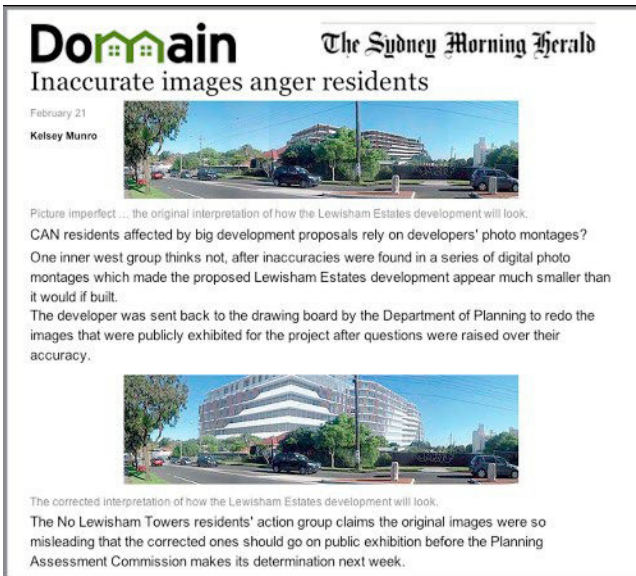 Domain
The Sydney Morning Herald
Inaccurate images anger residents
February 21
Kelsey Munro
Picture imperfect ... the original interpretation of how the Lewisham Estates development will look.
CAN residents affected by big development proposals rely on developers' photo montages?
One inner west group thinks not, after inaccuracies were found in a series of digital photo
montages which made the proposed Lewisham Estates development appear much smaller than
it would if built.
The developer was sent back to the drawing board by the Department of Planning to redo the
images that were publicly exhibited for the project after questions were raised over their
accuracy.
The corrected interpretation of how the Lewisham Estates development will look.
The No Lewisham Towers residents' action group claims the original images were so
misleading that the corrected ones should go on public exhibition before the Planning
Assessment Commission makes its determination next week.